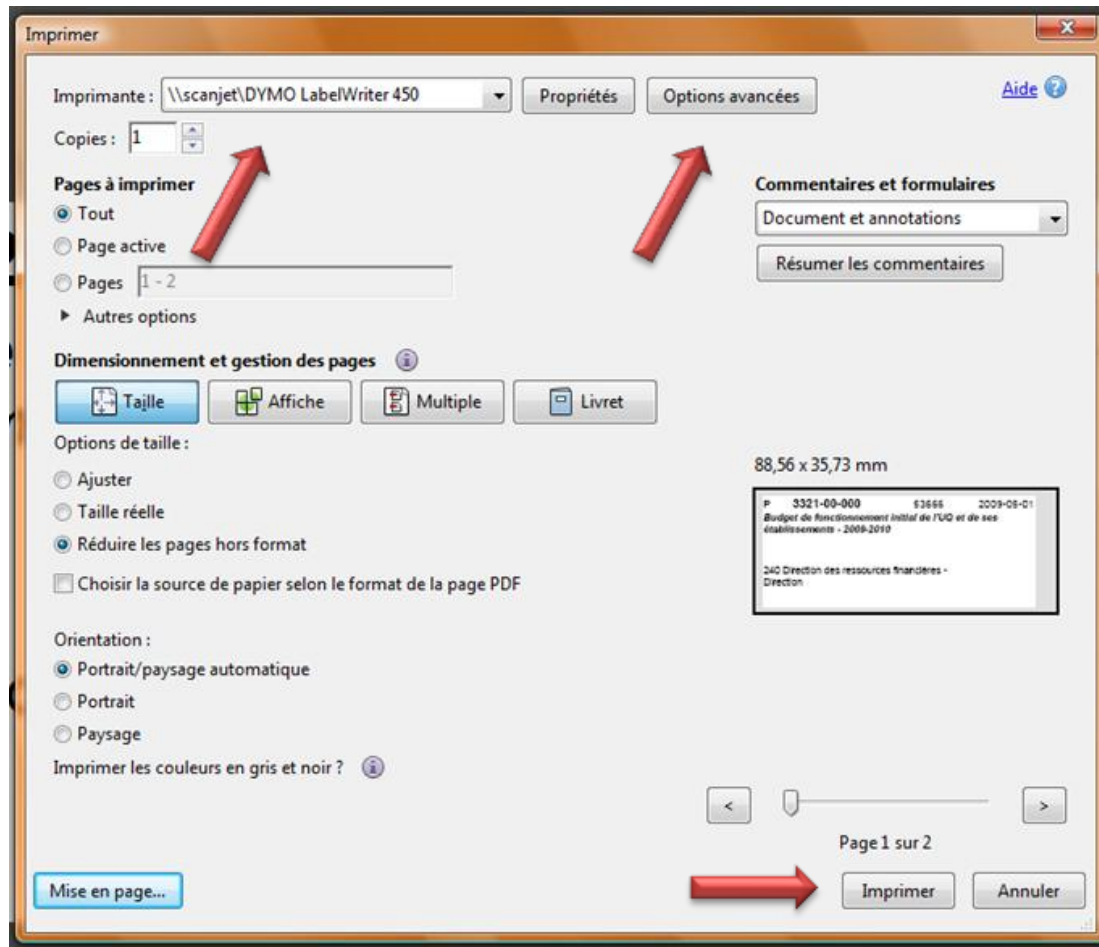 Imprimer
Imprimante : \\scanjet\DYMO LabelWriter 450 Propriétés Options avancées Aide
Copies : 1
Pages à imprimer
Tout
Page active
Pages 1 - 2
Autres options
Commentaires et formulaires
Document et annotations
Résumer les commentaires
Dimensionnement et gestion des pages
Taille Affiche Multiple Livret
Options de taille :
Ajuster
Taille réelle
Réduire les pages hors format
Choisir la source de papier selon le format de la page PDF
88,56 x 35,73 mm
P 3321-00-000 53666 2009-05-01
Budget de fonctionnement initial de l'UQ et de ses
établissements - 2009-2010
240 Direction des ressources financières -
Direction
Orientation :
Portrait/paysage automatique
Portrait
Paysage
Imprimer les couleurs en gris et noir ?
< >
Page 1 sur 2
Mise en page... Imprimer Annuler